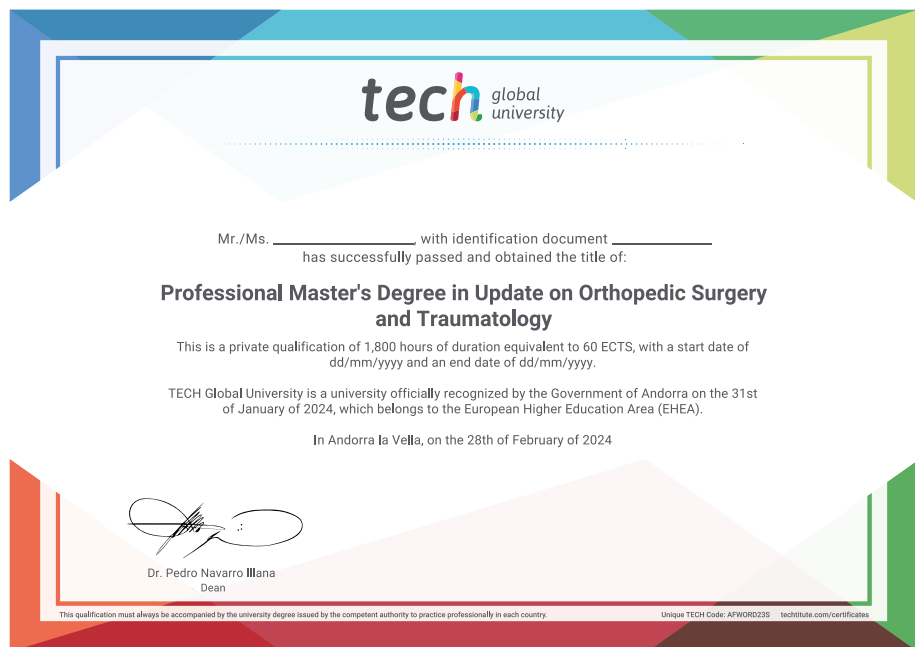 tech global
university
Mr./Ms. ________________, with identification document ____________
has successfully passed and obtained the title of:
Professional Master's Degree in Update on Orthopedic Surgery
and Traumatology
This is a private qualification of 1,800 hours of duration equivalent to 60 ECTS, with a start date of
dd/mm/yyyy and an end date of dd/mm/yyyy.
TECH Global University is a university officially recognized by the Government of Andorra on the 31st
of January of 2024, which belongs to the European Higher Education Area (EHEA).
In Andorra la Vella, on the 28th of February of 2024
Dr. Pedro Navarro Illana
Dean
This qualification must always be accompanied by the university degree issued by the competent authority to practice professionally in each country.
Unique TECH Code: AFWORD23S techtitute.com/certificates